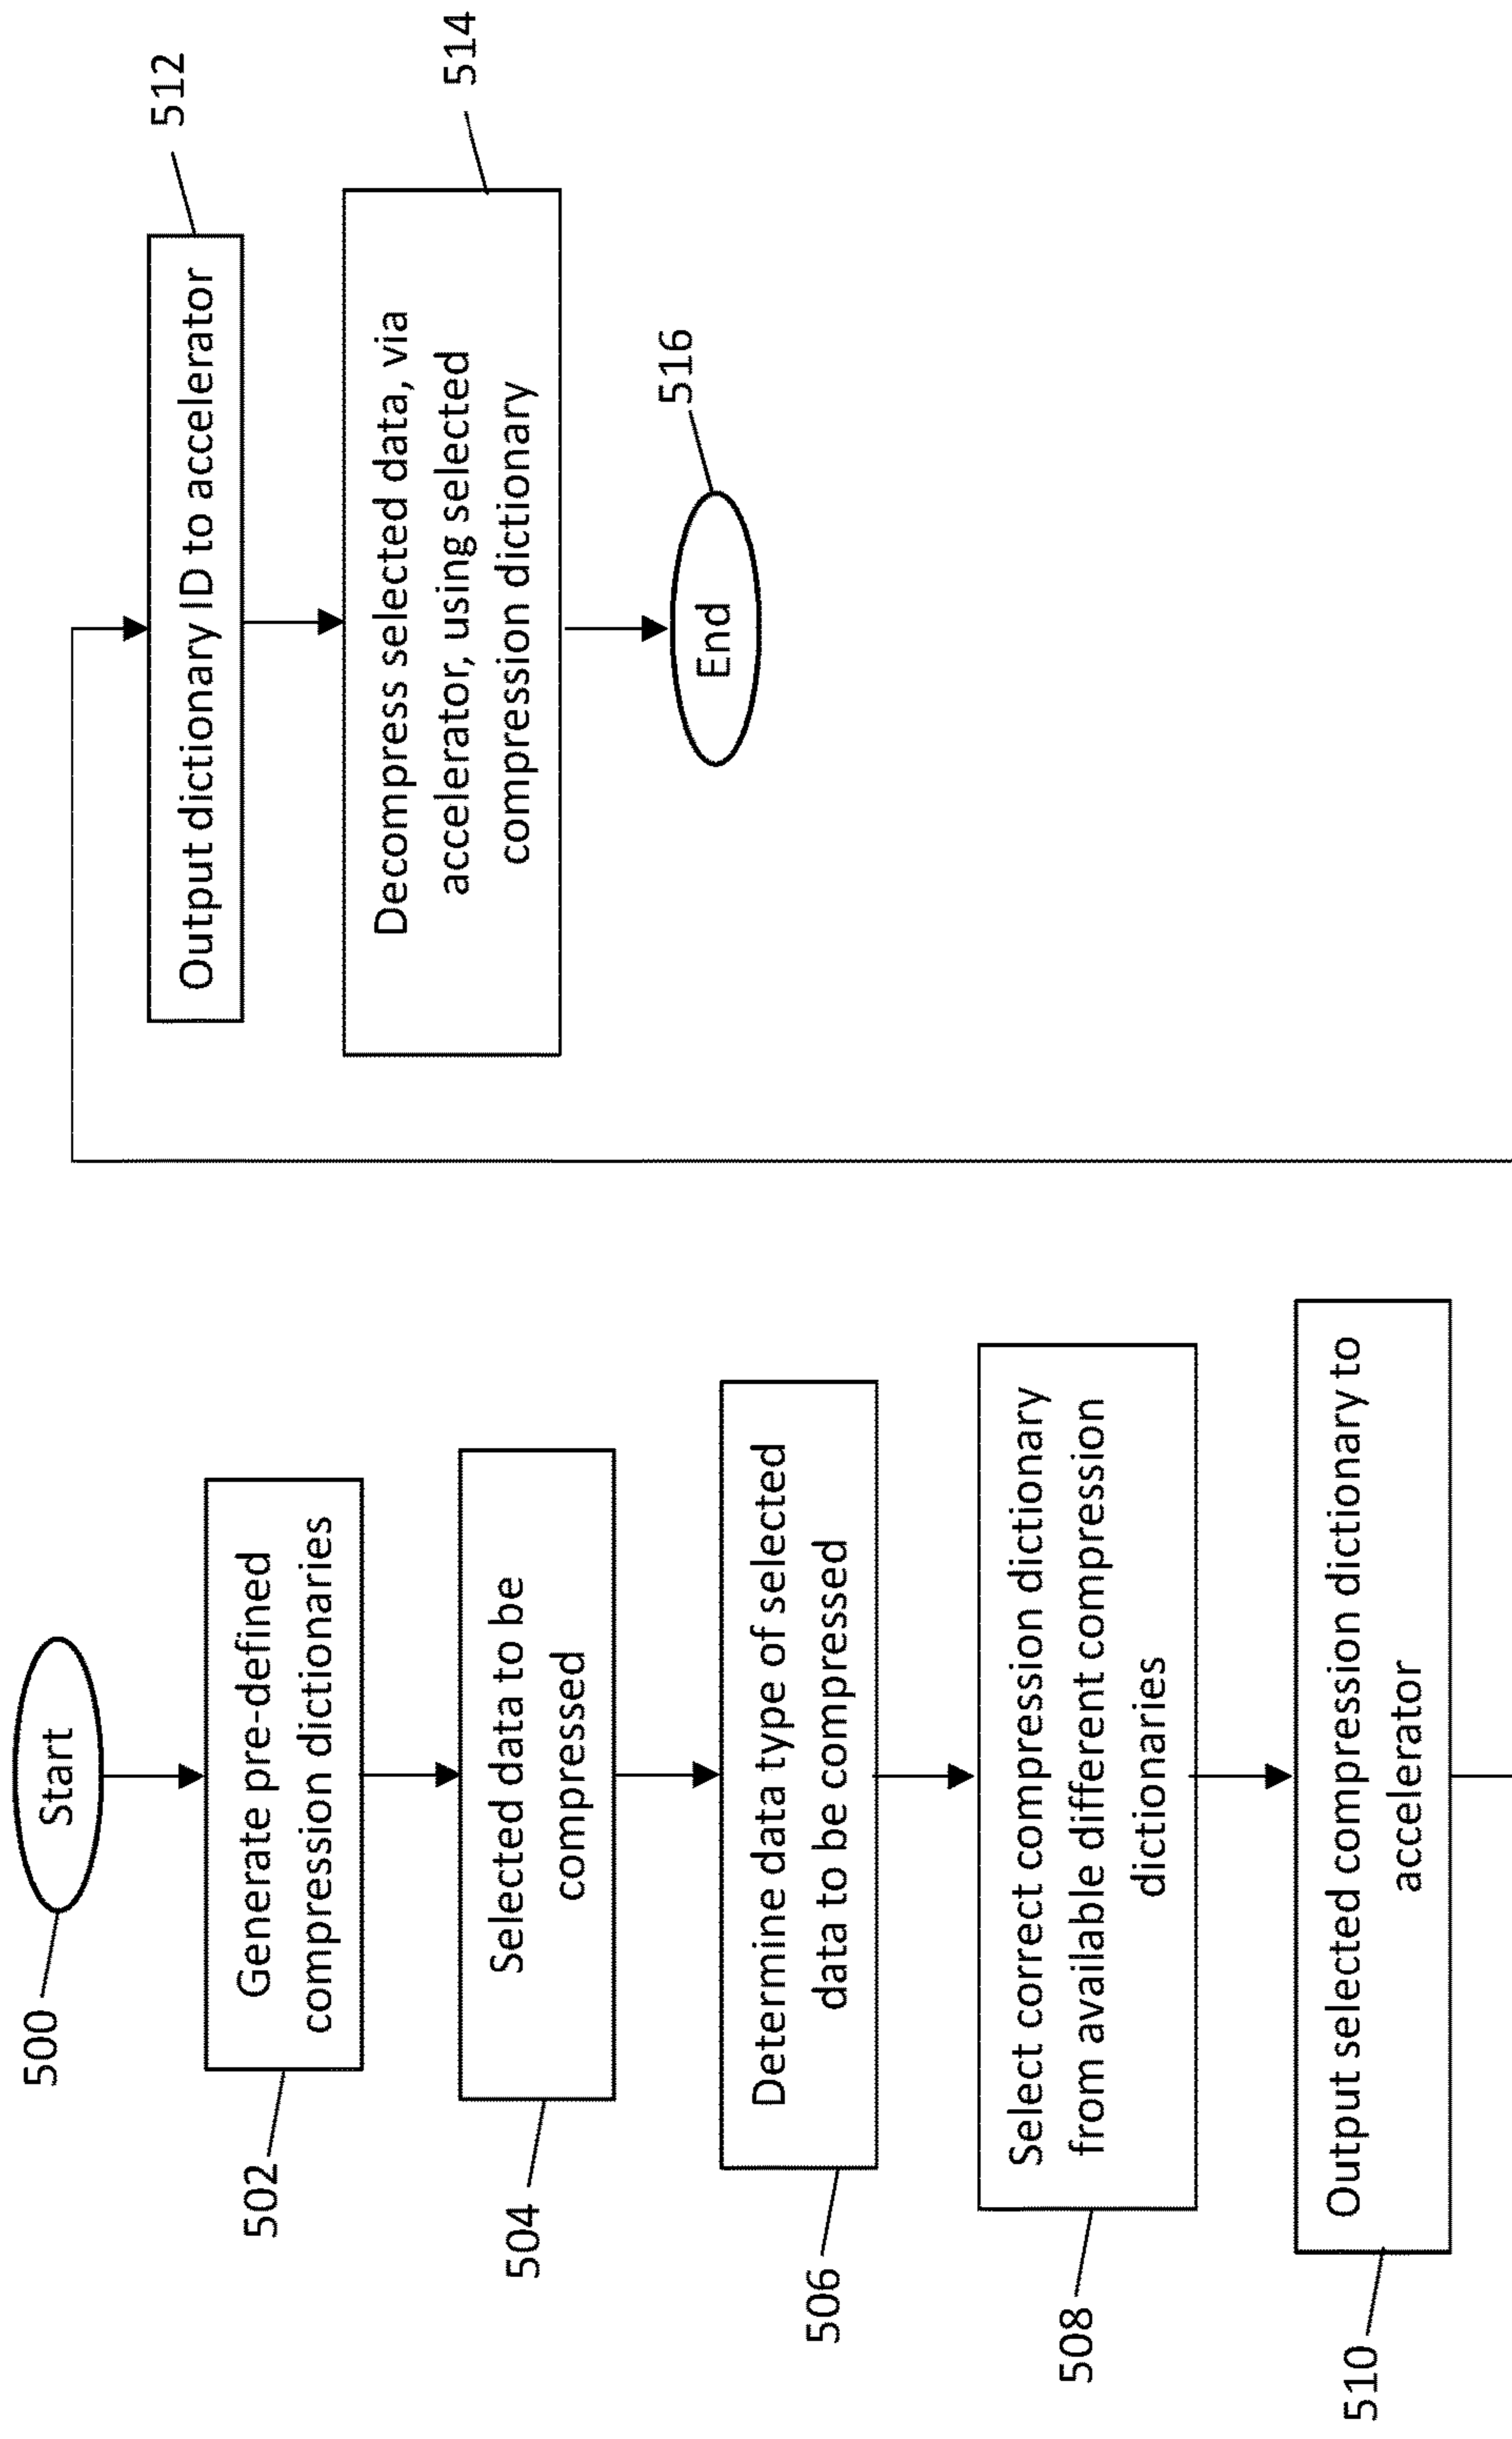 500
Start
502
Generate pre-defined
compression dictionaries
504
Selected data to be
compressed
506
Determine data type of selected
data to be compressed
508
Select correct compression dictionary
from available different compression
dictionaries
510
Output selected compression dictionary to
accelerator
512
Output dictionary ID to accelerator
514
Decompress selected data, via
accelerator, using selected
compression dictionary
516
End